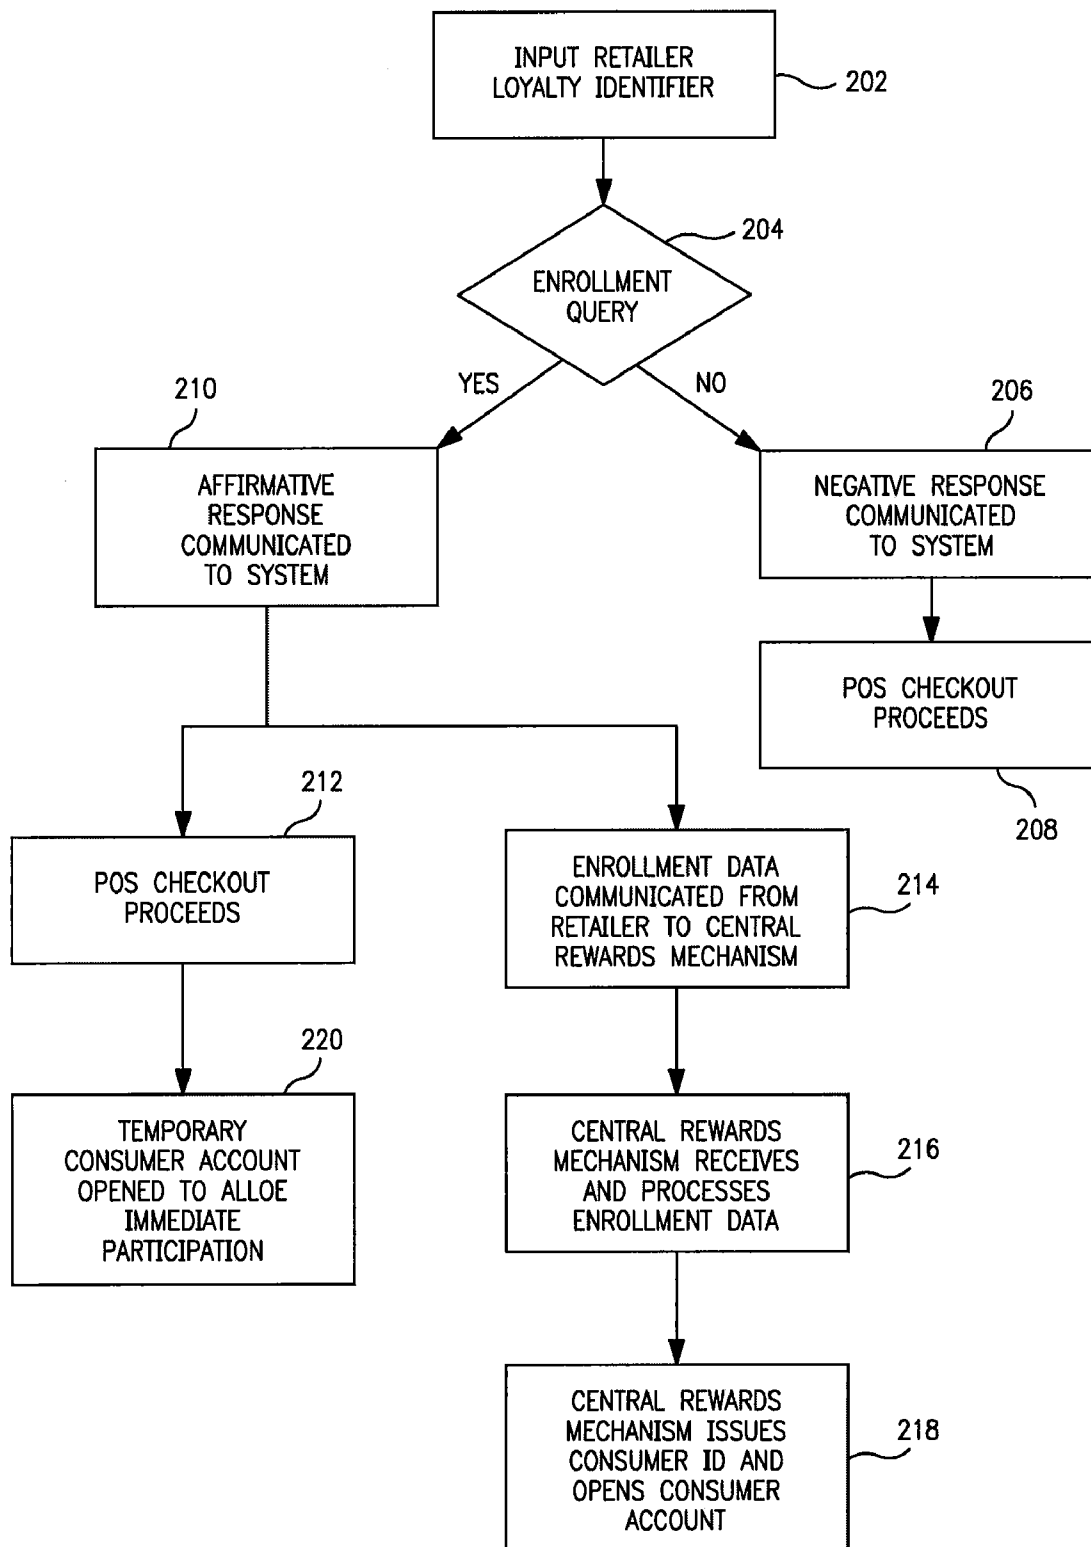 INPUT RETAILER
LOYALTY IDENTIFIER
202
204
ENROLLMENT
QUERY
YES
NO
210
206
AFFIRMATIVE
RESPONSE
COMMUNICATED
TO SYSTEM
NEGATIVE RESPONSE
COMMUNICATED
TO SYSTEM
POS CHECKOUT
PROCEEDS
208
212
POS CHECKOUT
PROCEEDS
ENROLLMENT DATA
COMMUNICATED FROM
RETAILER TO CENTRAL
REWARDS MECHANISM
214
220
TEMPORARY
CONSUMER ACCOUNT
OPENED TO ALLOE
IMMEDIATE
PARTICIPATION
CENTRAL REWARDS
MECHANISM RECEIVES
AND PROCESSES
ENROLLMENT DATA
216
CENTRAL REWARDS
MECHANISM ISSUES
CONSUMER ID AND
OPENS CONSUMER
ACCOUNT
218